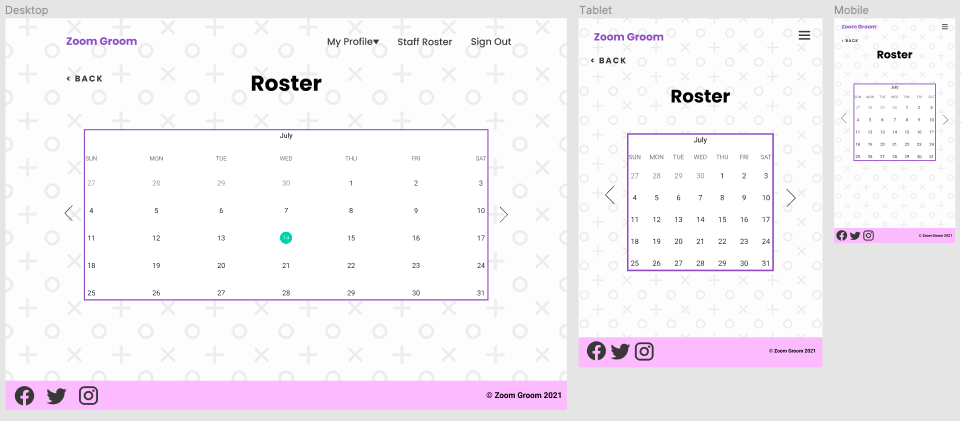 Desktop
Zoom Groom
My Profile▾ Staff Roster Sign Out
< BACK
Roster
July
SUN MON TUE WED THU FRI SAT
27 28 29 30 1 2 3
4 5 6 7 8 9 10
11 12 13 14 15 16 17
18 19 20 21 22 23 24
25 26 27 28 29 30 31
© Zoom Groom 2021
Tablet
Zoom Groom
< BACK
Roster
July
SUN MON TUE WED THU FRI SAT
27 28 29 30 1 2 3
4 5 6 7 8 9 10
11 12 13 14 15 16 17
18 19 20 21 22 23 24
25 26 27 28 29 30 31
© Zoom Groom 2021
Mobile
Zoom Groom
< BACK
Roster
July
SUN MON TUE WED THU FRI SAT
27 28 29 30 1 2 3
4 5 6 7 8 9 10
11 12 13 14 15 16 17
18 19 20 21 22 23 24
25 26 27 28 29 30 31
© Zoom Groom 2021